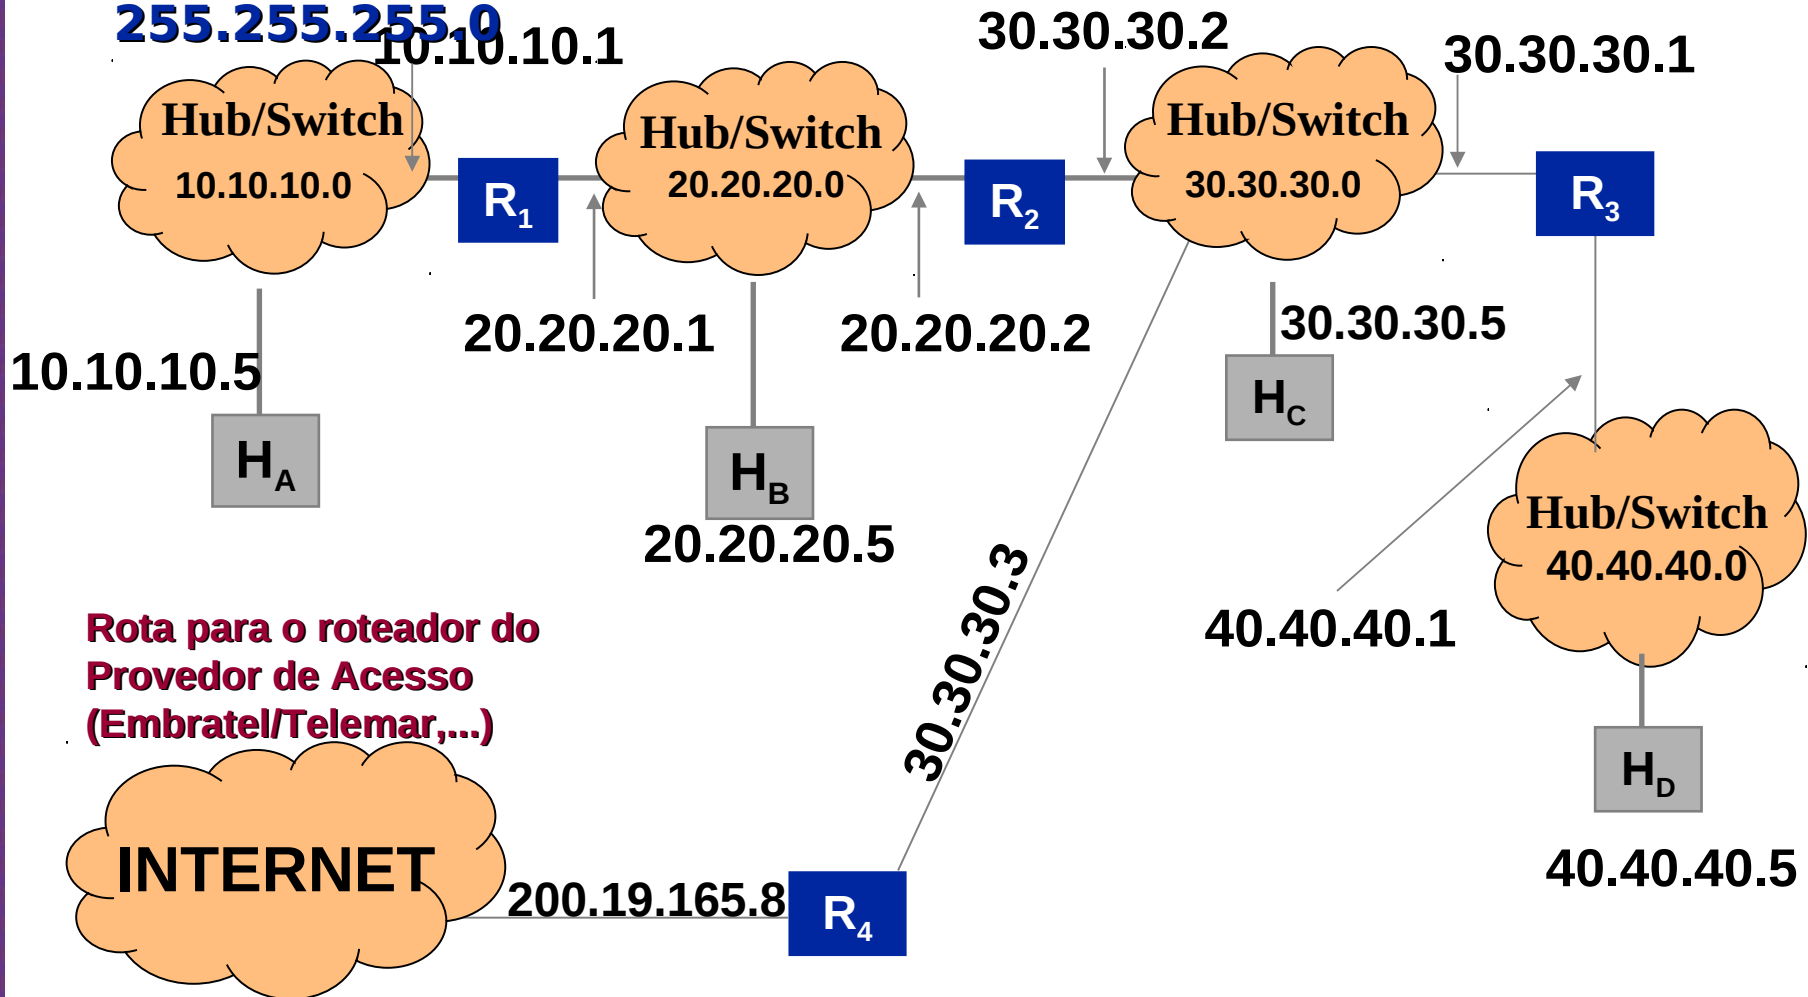 255.255.255.0
10.10.10.1
30.30.30.2
30.30.30.1
Hub/Switch
10.10.10.0
R1
Hub/Switch
20.20.20.0
R2
Hub/Switch
30.30.30.0
R3
20.20.20.1
20.20.20.2
30.30.30.5
10.10.10.5
HA
HB
20.20.20.5
HC
Hub/Switch
40.40.40.0
30.30.30.3
40.40.40.1
Rota para o roteador do
Provedor de Acesso
(Embratel/Telemar,...)
HD
40.40.40.5
INTERNET
200.19.165.8
R4